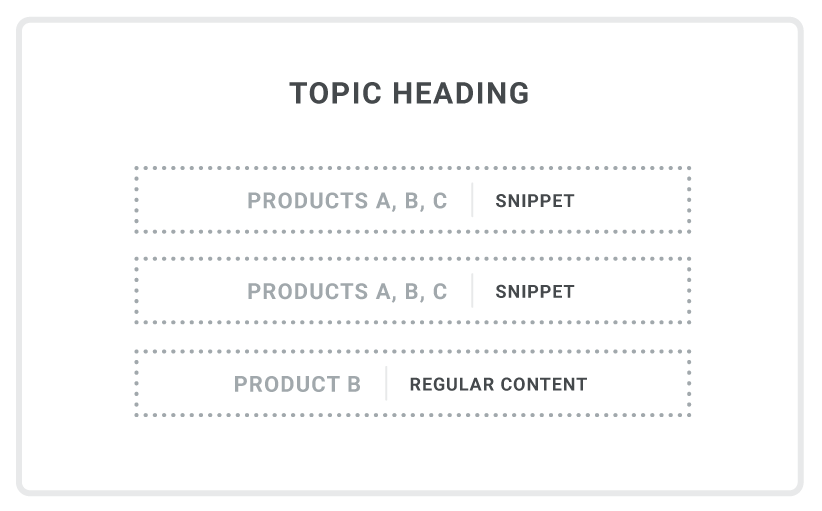 TOPIC HEADING
PRODUCTS A, B, C SNIPPET
PRODUCTS A, B, C SNIPPET
PRODUCT B REGULAR CONTENT